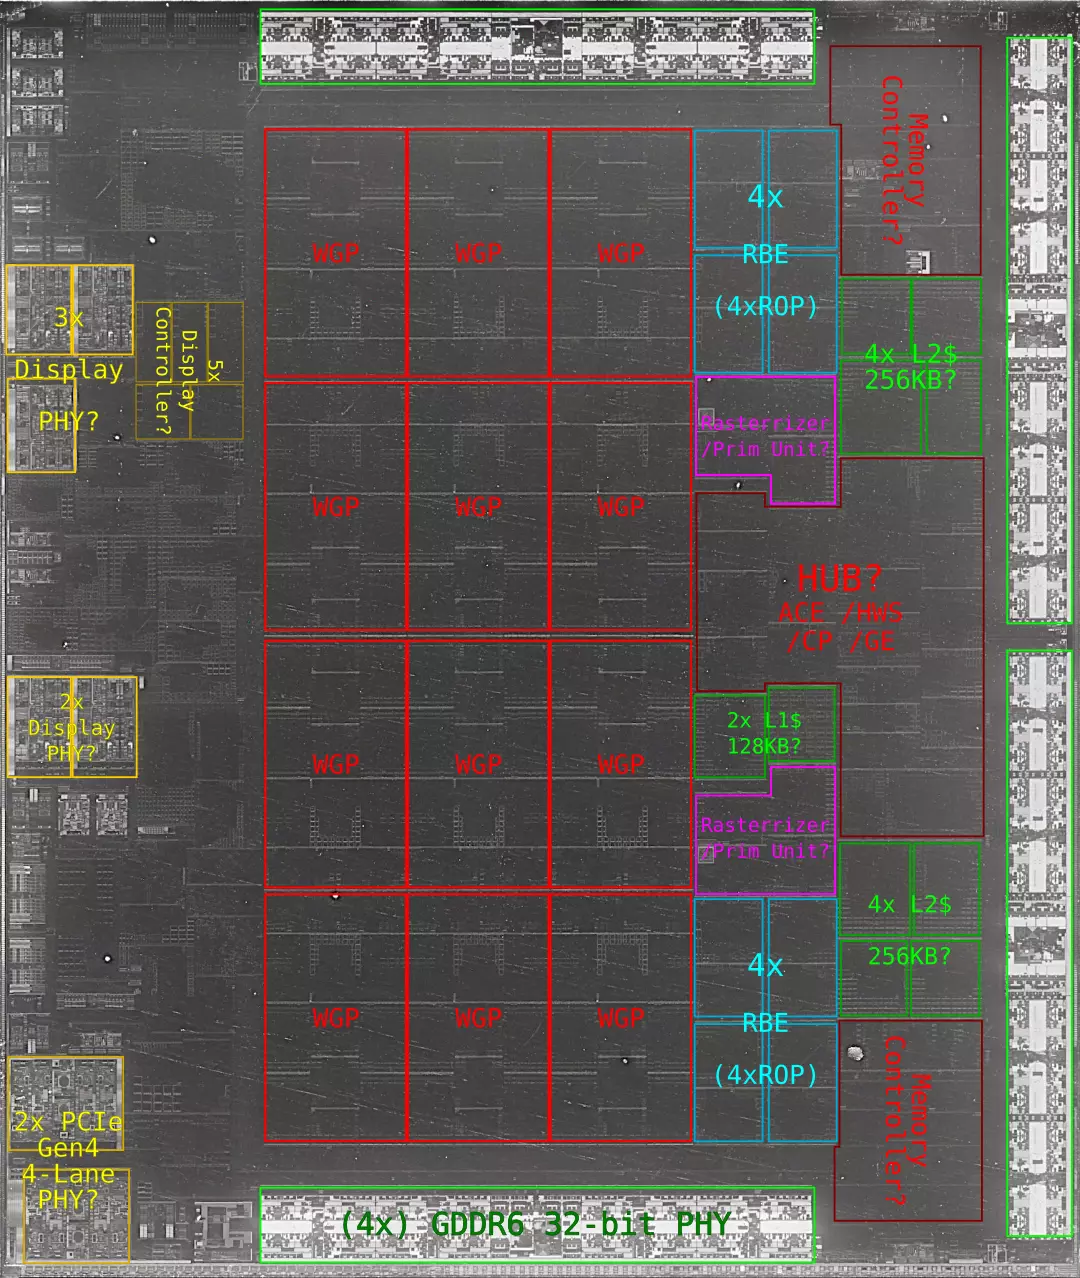 Memory
Controller?
WGP
WGP
WGP
4x
RBE
(4xROP)
3x
Display
PHY?
5x
Display
Controller?
4x L2$
256KB?
Rasterrizer
/Prim Unit?
WGP
WGP
WGP
HUB?
ACE /HWS
/CP /GE
2x
Display
PHY?
2x L1$
128KB?
WGP
WGP
WGP
Rasterrizer
/Prim Unit?
4x L2$
256KB?
4x
RBE
(4xROP)
WGP
WGP
WGP
Memory
Controller?
2x PCIe
Gen4
4-Lane
PHY?
(4x) GDDR6 32-bit PHY